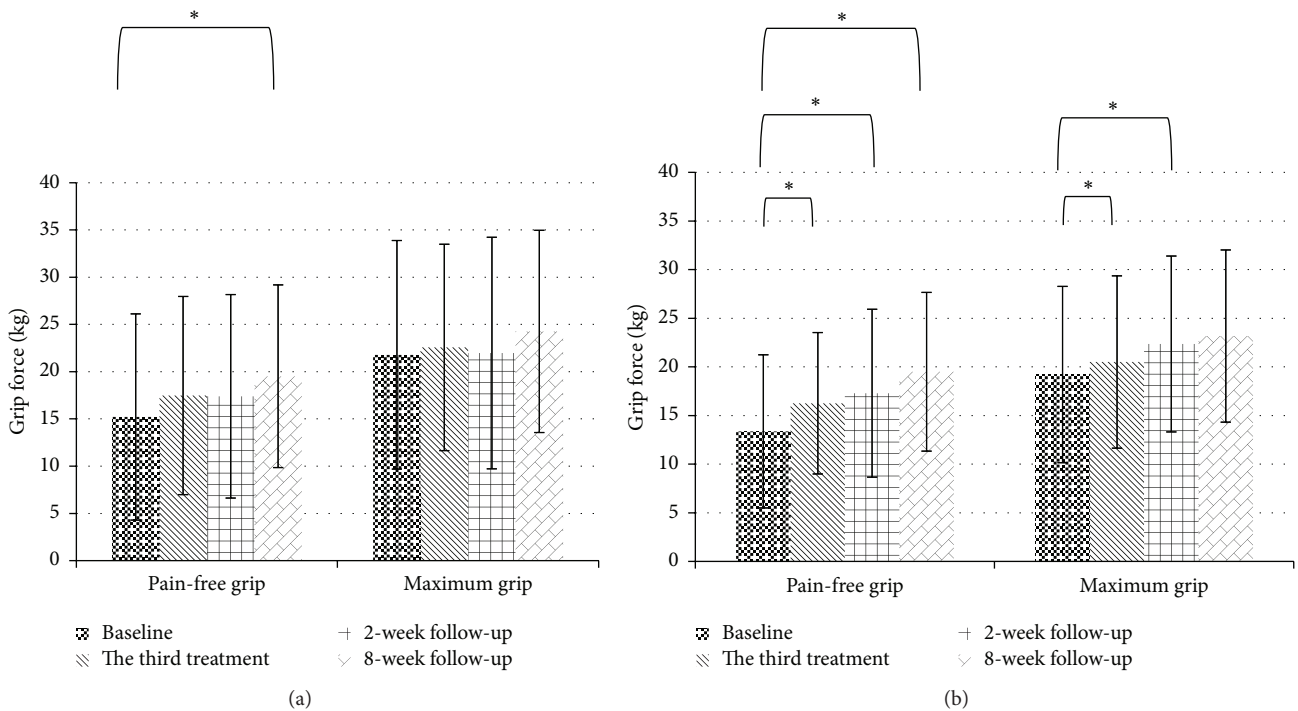 *
40
35
30
25
20
15
10
5
0
Grip force (kg)
Pain-free grip
Maximum grip
Baseline
The third treatment
2-week follow-up
8-week follow-up
(a)
*
*
*
*
*
40
35
30
25
20
15
10
5
0
Grip force (kg)
Pain-free grip
Maximum grip
Baseline
The third treatment
2-week follow-up
8-week follow-up
(b)